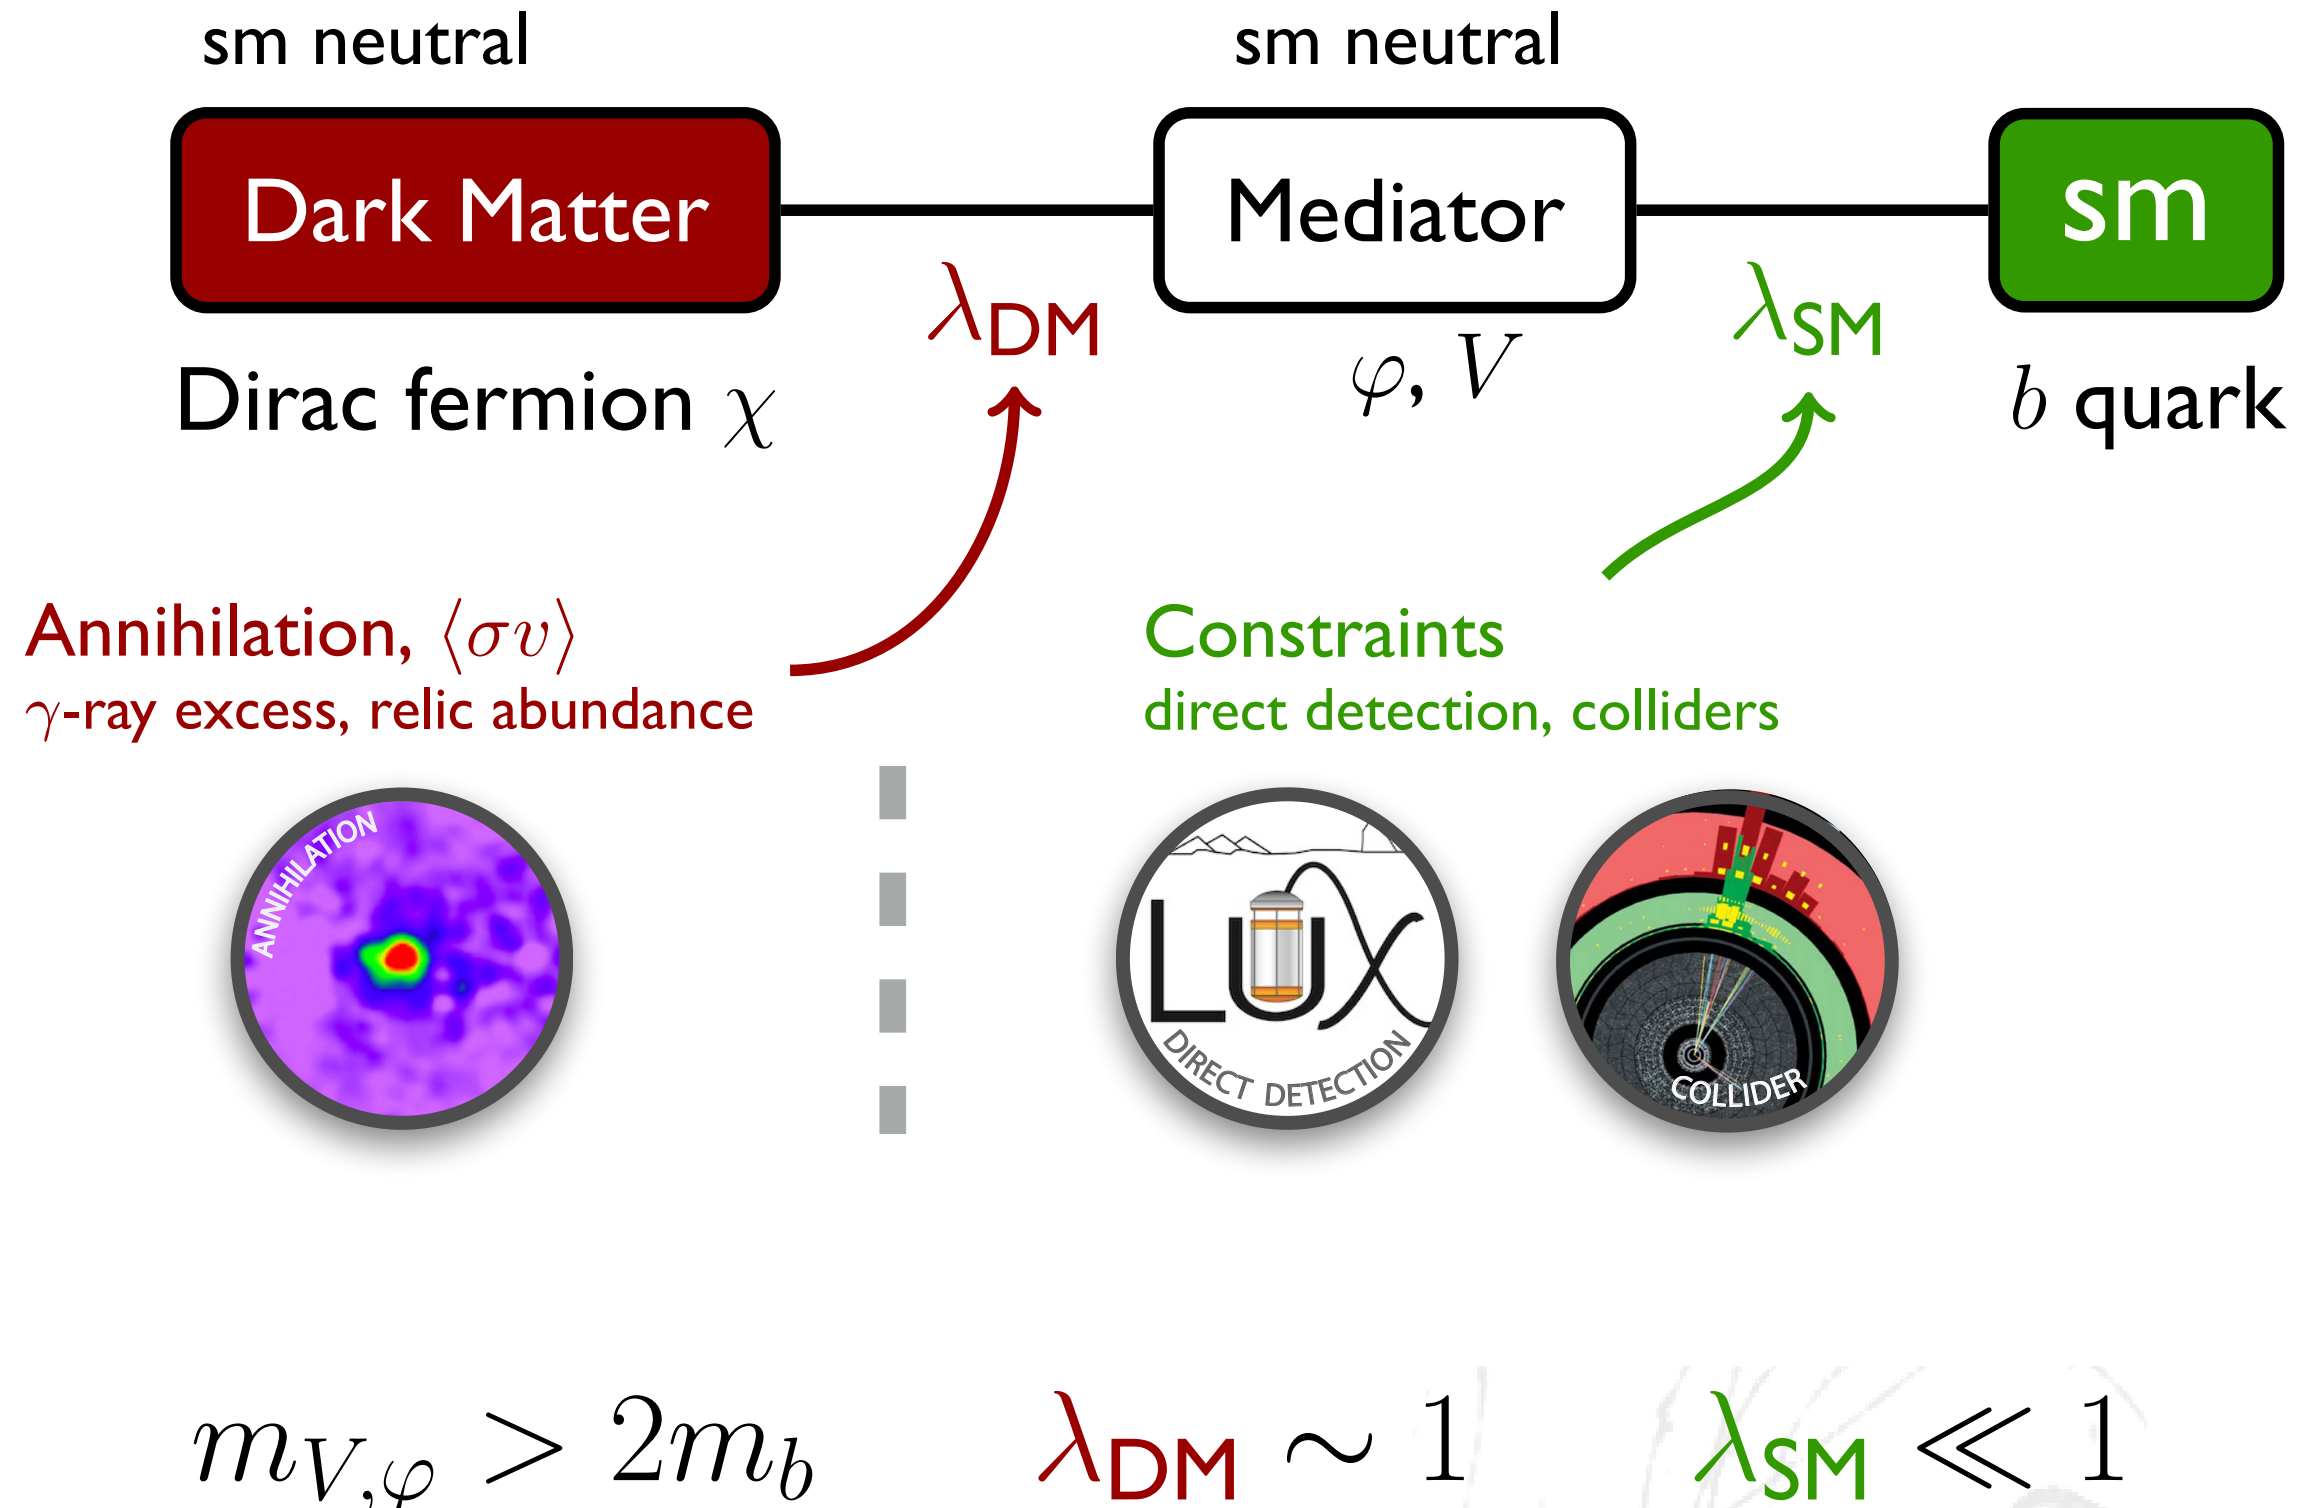 sm neutral
sm neutral
Dark Matter
Mediator
sm
λDM
λSM
Dirac fermion χ
φ, V
b quark
Annihilation, ⟨σv⟩
γ-ray excess, relic abundance
Constraints
direct detection, colliders
ANNIHILATION
LUX
DIRECT DETECTION
COLLIDER
mV,φ > 2mb
λDM ∼ 1
λSM ≪ 1